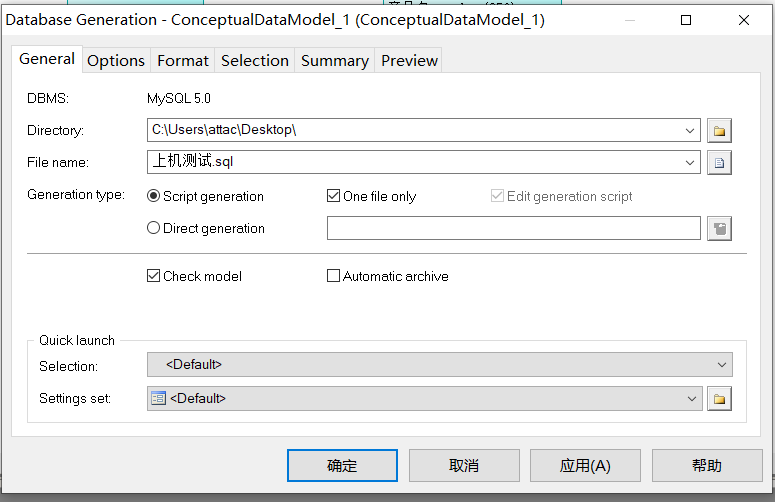 Database Generation - ConceptualDataModel_1 (ConceptualDataModel_1)
General Options Format Selection Summary Preview
DBMS: MySQL 5.0
Directory: C:\Users\attac\Desktop\
File name: 上机测试.sql
Generation type: Script generation One file only Edit generation script
Direct generation
Check model Automatic archive
Quick launch
Selection: <Default>
Settings set: <Default>
确定 取消 应用(A) 帮助